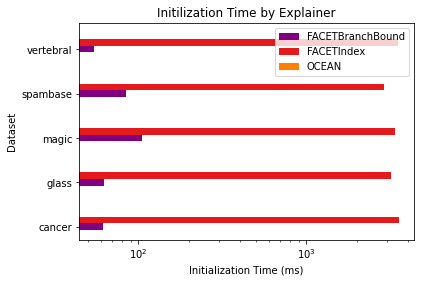 Initilization Time by Explainer
FACETBranchBound
FACETIndex
OCEAN
Dataset
vertebral
spambase
magic
glass
cancer
10²
10³
Initialization Time (ms)